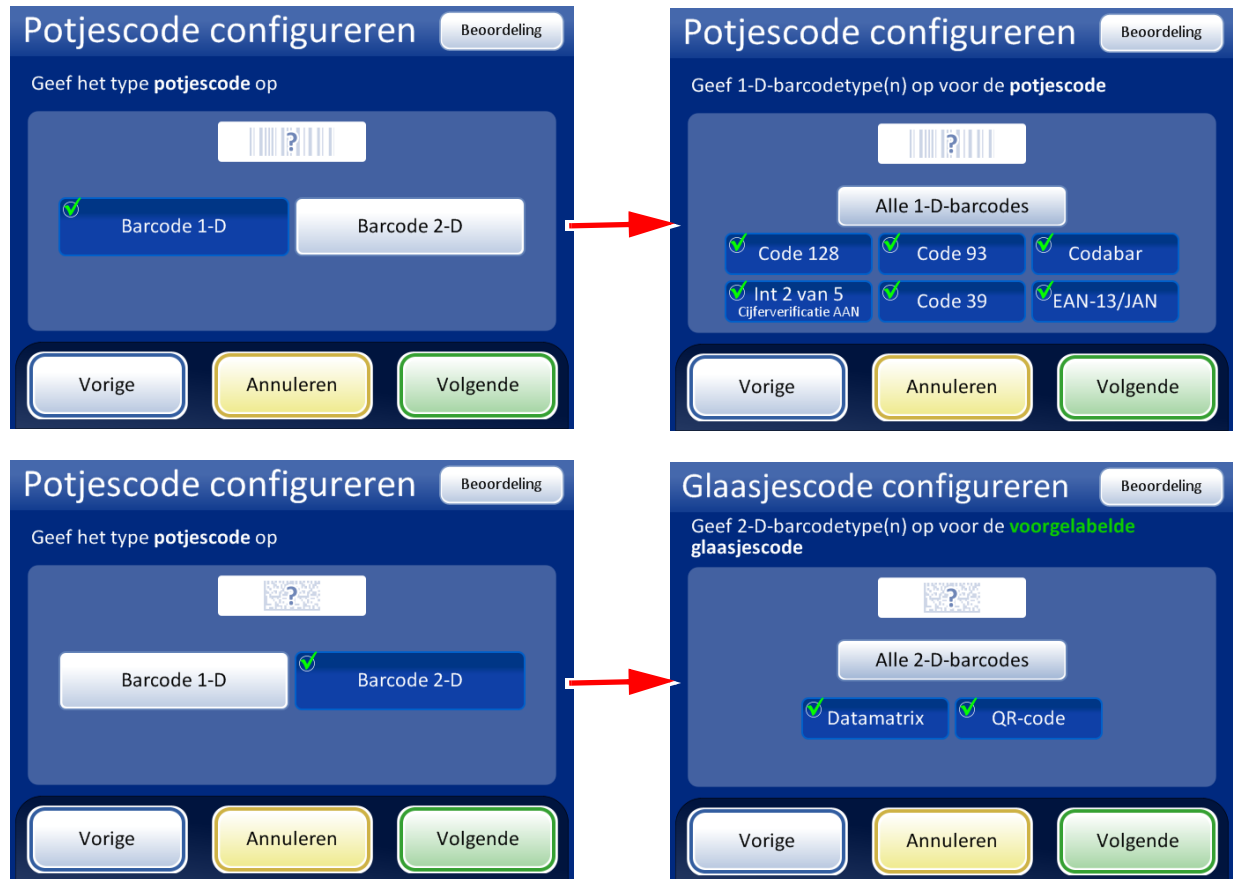 Potjescode configureren
Beoordeling
Geef het type potjescode op
?
Barcode 1-D
Barcode 2-D
Vorige
Annuleren
Volgende
Potjescode configureren
Beoordeling
Geef 1-D-barcodetype(n) op voor de potjescode
?
Alle 1-D-barcodes
Code 128
Code 93
Codabar
Int 2 van 5
Cijferverificatie AAN
Code 39
EAN-13/JAN
Vorige
Annuleren
Volgende
Potjescode configureren
Beoordeling
Geef het type potjescode op
?
Barcode 1-D
Barcode 2-D
Vorige
Annuleren
Volgende
Glaasjescode configureren
Beoordeling
Geef 2-D-barcodetype(n) op voor de voorgelabelde
glaasjescode
?
Alle 2-D-barcodes
Datamatrix
QR-code
Vorige
Annuleren
Volgende